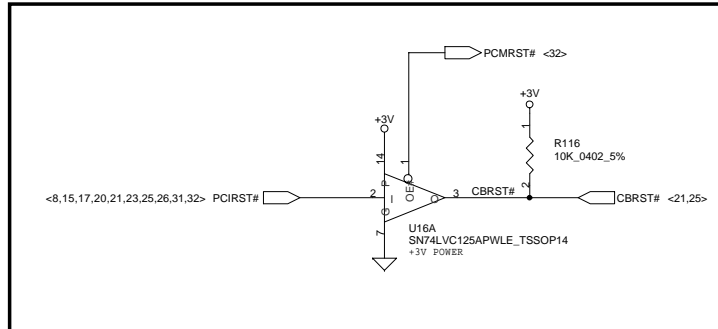 PCMRST# <32>
+3V
+3V
1
14
1
R116
10K_0402_5%
2
<8,15,17,20,21,23,25,26,31,32> PCIRST#
2
P
I
G
OE#
O
3
CBRST#
CBRST# <21,25>
7
U16A
SN74LVC125APWLE_TSSOP14
+3V POWER